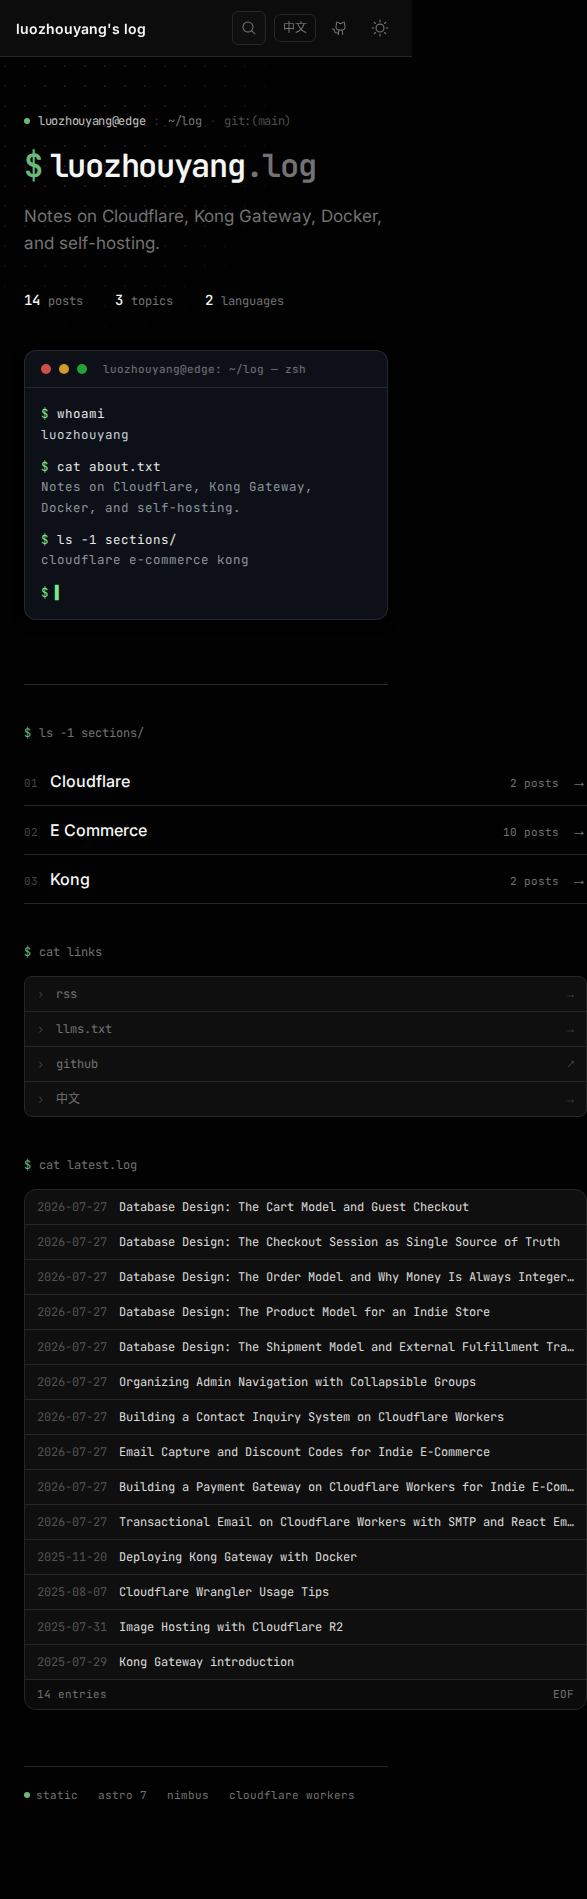 luozhouyang's log
中文
luozhouyang@edge : ~/log · git:(main)
$ luozhouyang.log
Notes on Cloudflare, Kong Gateway, Docker,
and self-hosting.
14 posts 3 topics 2 languages
luozhouyang@edge: ~/log — zsh
$ whoami
luozhouyang
$ cat about.txt
Notes on Cloudflare, Kong Gateway,
Docker, and self-hosting.
$ ls -1 sections/
cloudflare e-commerce kong
$
$ ls -1 sections/
01 Cloudflare 2 posts →
02 E Commerce 10 posts →
03 Kong 2 posts →
$ cat links
› rss →
› llms.txt →
› github ↗
› 中文 →
$ cat latest.log
2026-07-27 Database Design: The Cart Model and Guest Checkout
2026-07-27 Database Design: The Checkout Session as Single Source of Truth
2026-07-27 Database Design: The Order Model and Why Money Is Always Integer…
2026-07-27 Database Design: The Product Model for an Indie Store
2026-07-27 Database Design: The Shipment Model and External Fulfillment Tra…
2026-07-27 Organizing Admin Navigation with Collapsible Groups
2026-07-27 Building a Contact Inquiry System on Cloudflare Workers
2026-07-27 Email Capture and Discount Codes for Indie E-Commerce
2026-07-27 Building a Payment Gateway on Cloudflare Workers for Indie E-Com…
2026-07-27 Transactional Email on Cloudflare Workers with SMTP and React Em…
2025-11-20 Deploying Kong Gateway with Docker
2025-08-07 Cloudflare Wrangler Usage Tips
2025-07-31 Image Hosting with Cloudflare R2
2025-07-29 Kong Gateway introduction
14 entries EOF
static astro 7 nimbus cloudflare workers